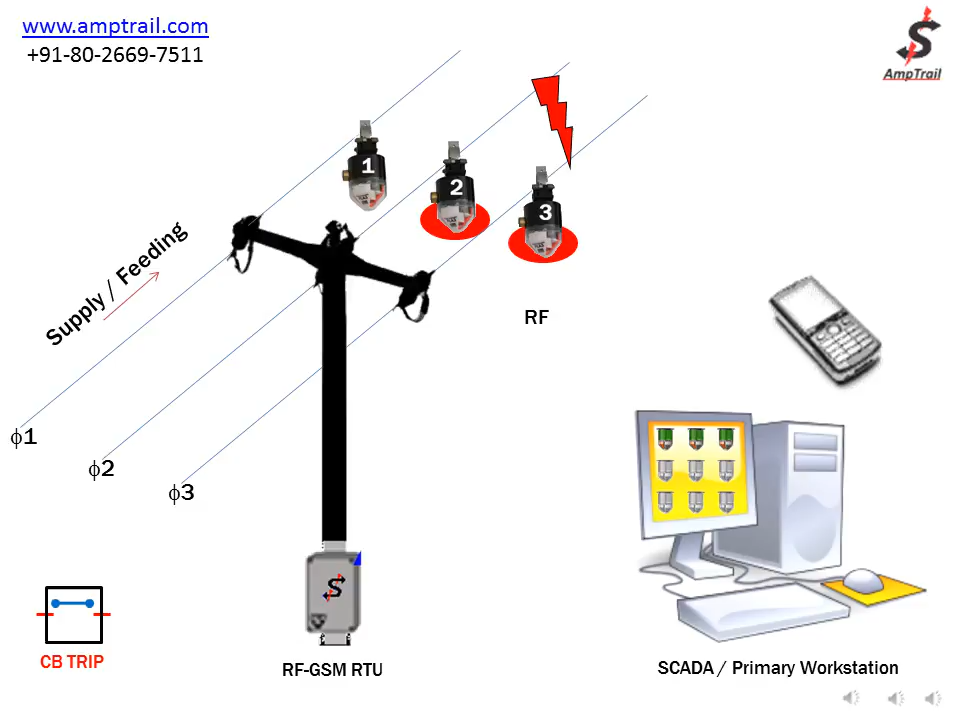 www.amptrail.com
+91-80-2669-7511
AmpTrail
1
2
3
Supply / Feeding
RF
ϕ1
ϕ2
ϕ3
CB TRIP
RF-GSM RTU
SCADA / Primary Workstation